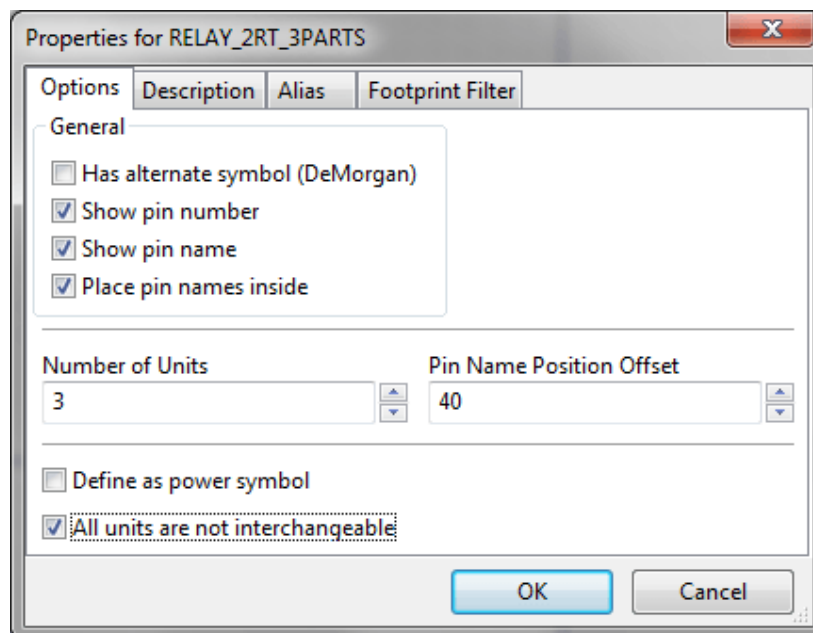 Properties for RELAY_2RT_3PARTS
Options Description Alias Footprint Filter
General
Has alternate symbol (DeMorgan)
Show pin number
Show pin name
Place pin names inside
Number of Units Pin Name Position Offset
3 40
Define as power symbol
All units are not interchangeable
OK Cancel